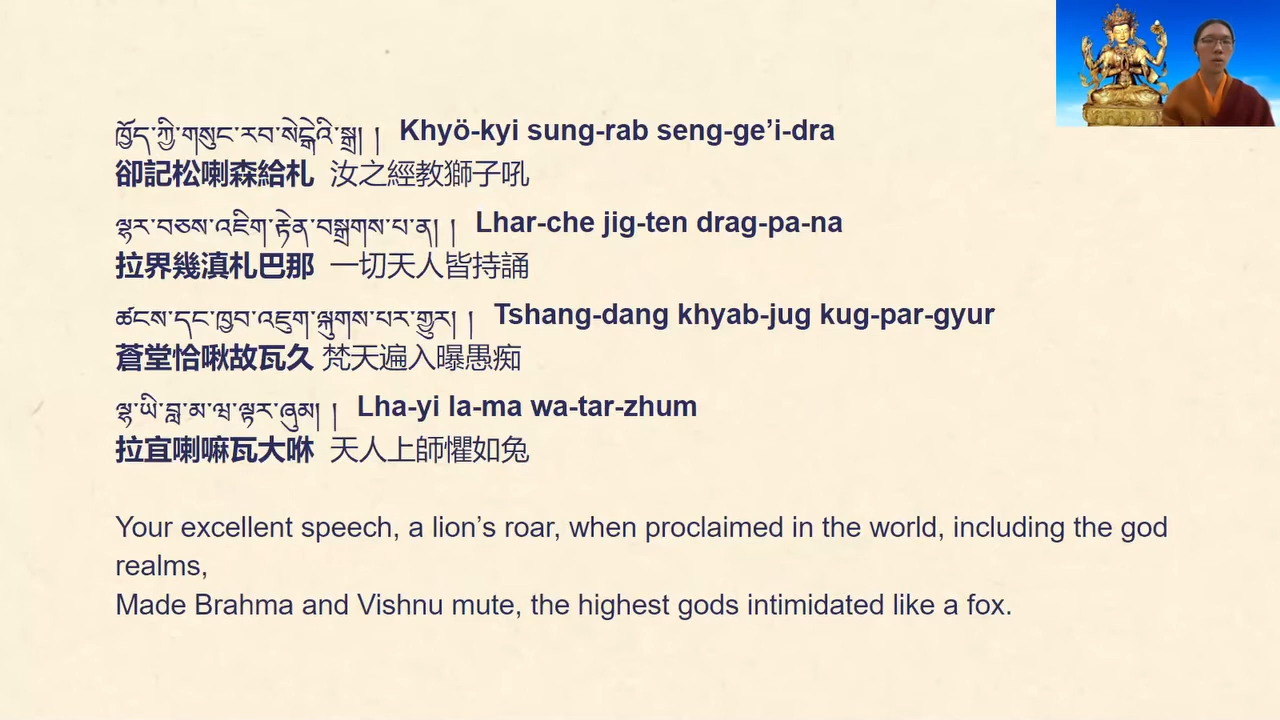 ཁྱོད་ཀྱི་གསུང་རབ་སེངྒེའི་སྒྲ། ། Khyö-kyi sung-rab seng-ge’i-dra
卻記松喇森給札 汝之經教獅子吼
ལྷར་བཅས་འཇིག་རྟེན་བསྒྲགས་པ་ན། ། Lhar-che jig-ten drag-pa-na
拉界幾滇札巴那 一切天人皆持誦
ཚངས་དང་ཁྱབ་འཇུག་ལྐུགས་པར་གྱུར། ། Tshang-dang khyab-jug kug-par-gyur
蒼堂恰啾故瓦久 梵天遍入曝愚痴
ལྷ་ཡི་བླ་མ་ཝ་ལྟར་ཞུམ། ། Lha-yi la-ma wa-tar-zhum
拉宜喇嘛瓦大咻 天人上師懼如兔
Your excellent speech, a lion’s roar, when proclaimed in the world, including the god
realms,
Made Brahma and Vishnu mute, the highest gods intimidated like a fox.